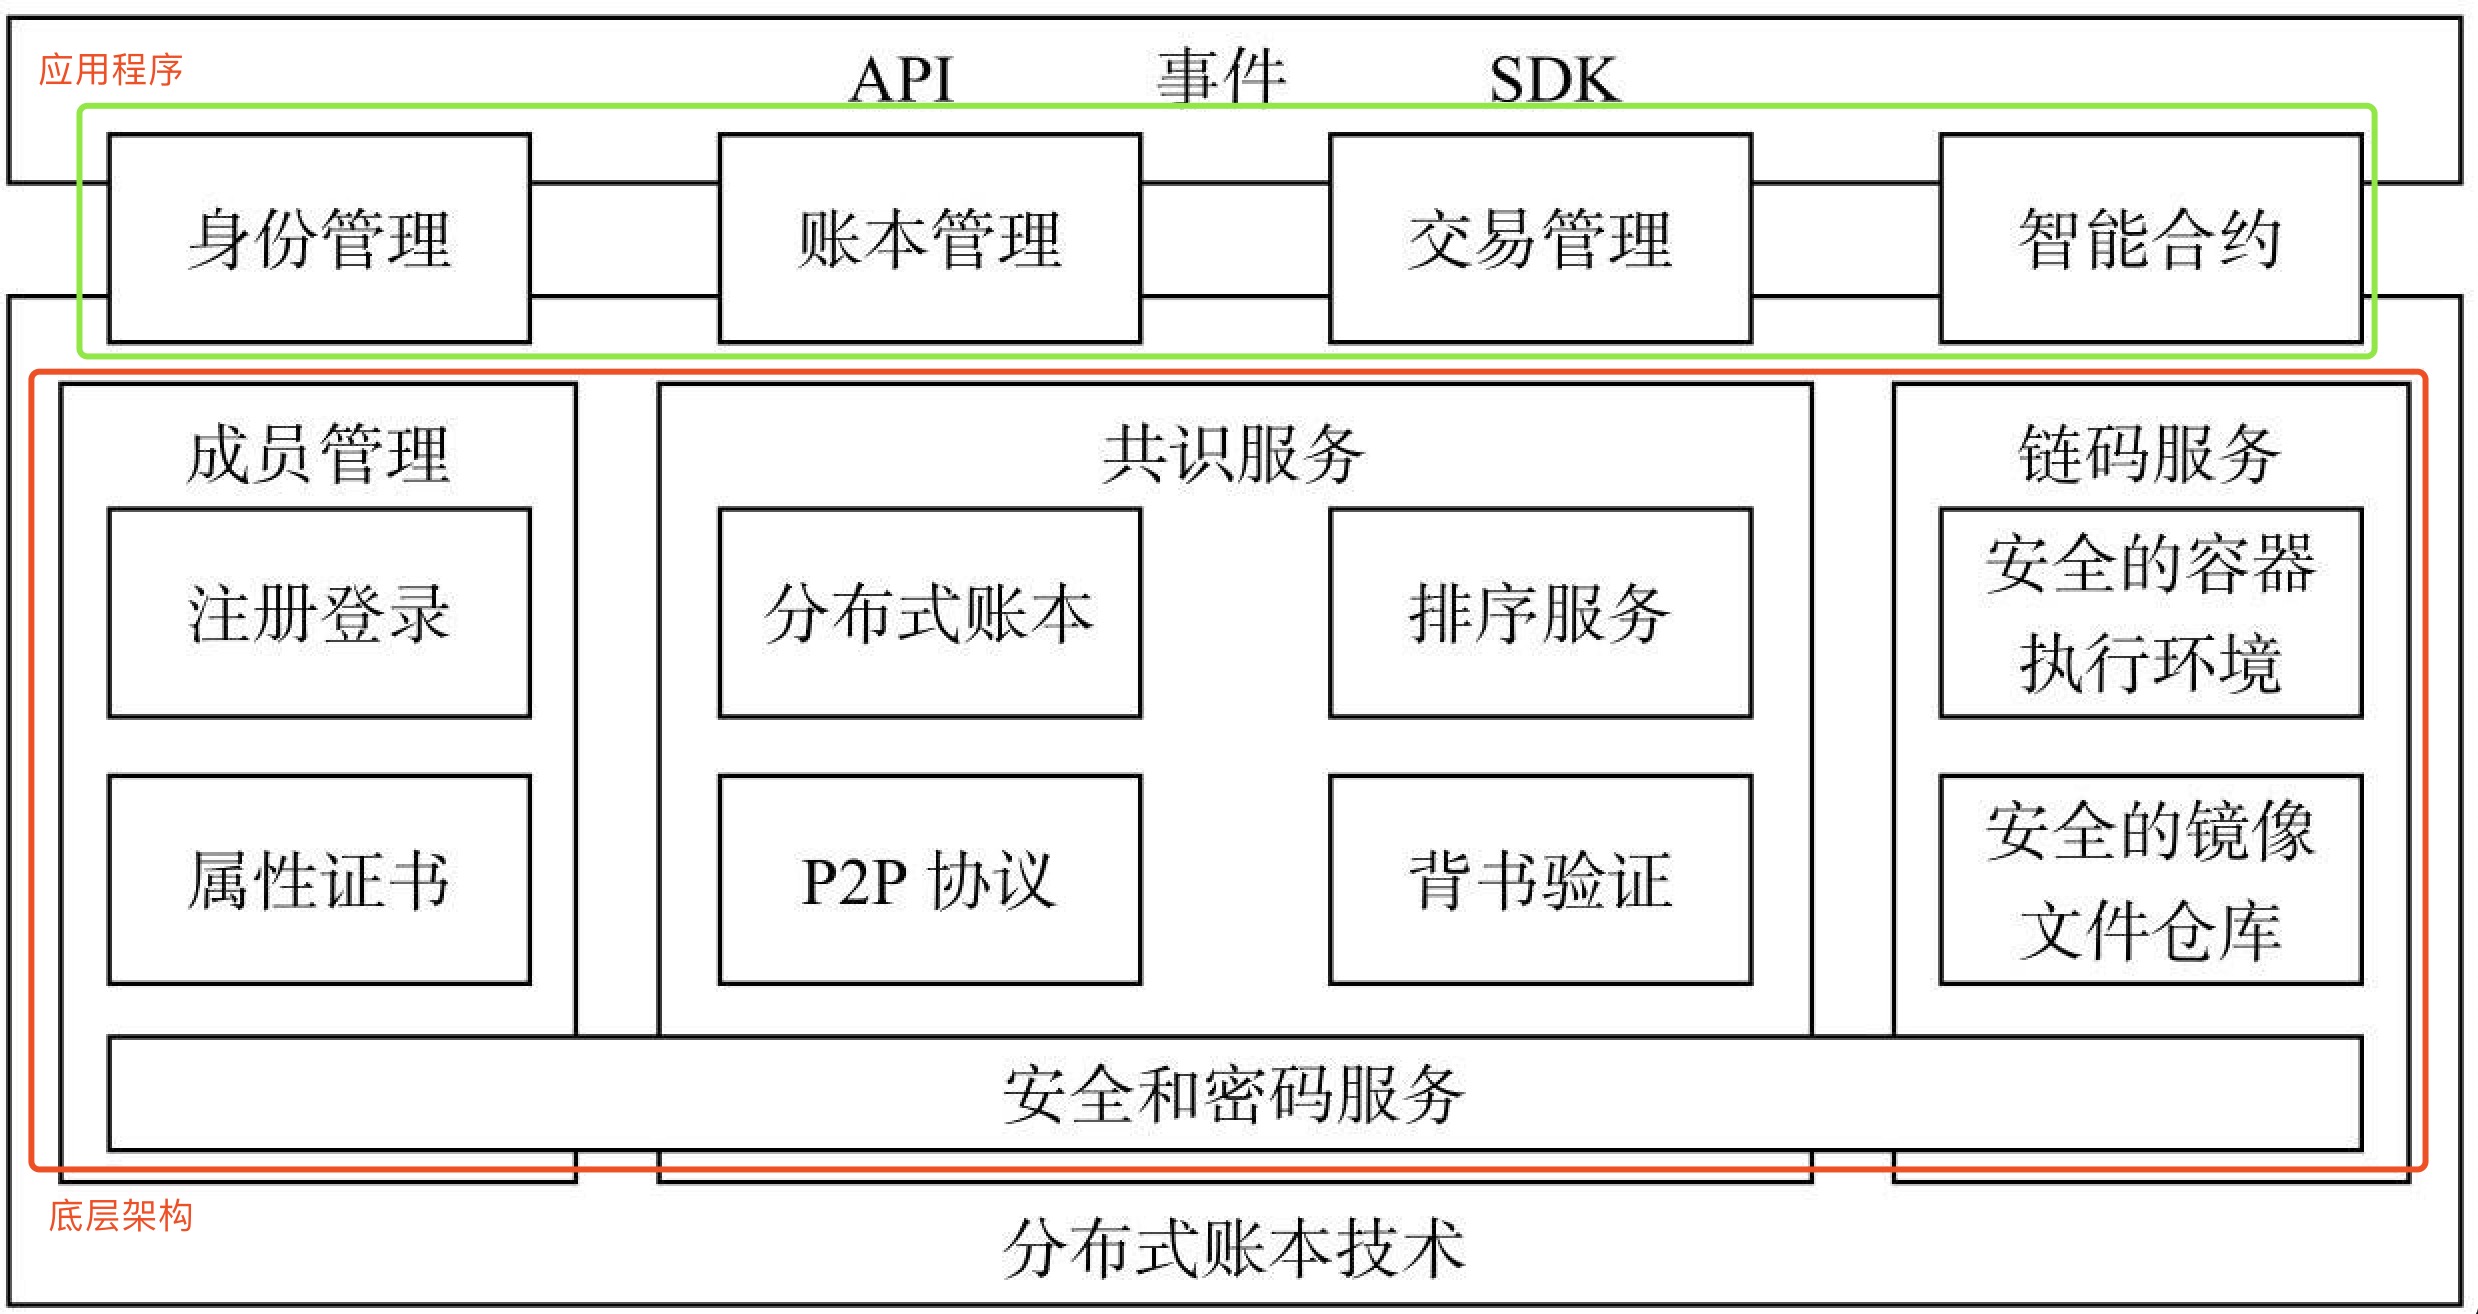 应用程序
API 事件 SDK
身份管理 账本管理 交易管理 智能合约
成员管理 共识服务 链码服务
注册登录 分布式账本 排序服务 安全的容器
执行环境
属性证书 P2P 协议 背书验证 安全的镜像
文件仓库
安全和密码服务
底层架构
分布式账本技术